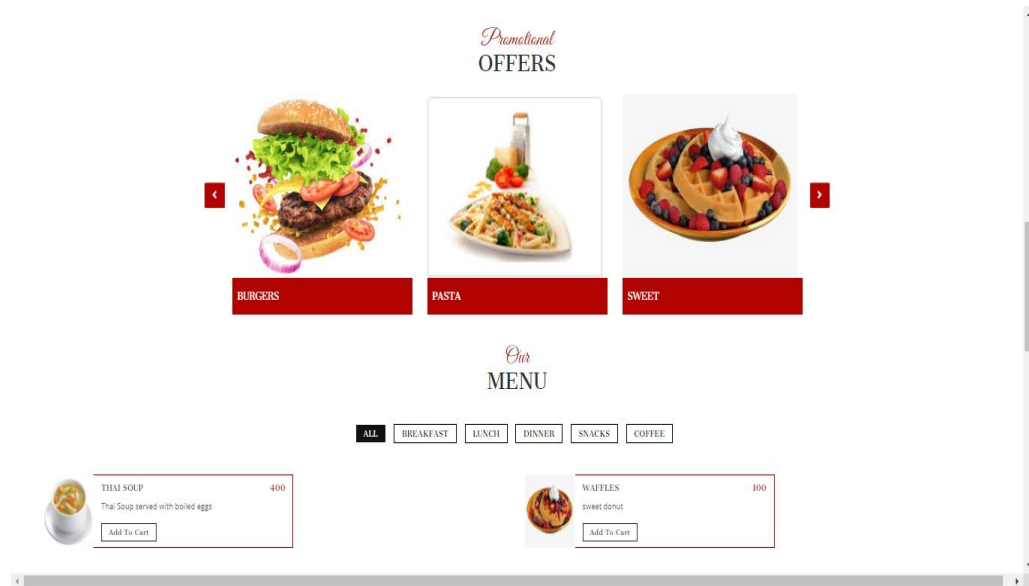 Promotional
OFFERS
BURGERS
PASTA
SWEET
Our
MENU
ALL BREAKFAST LUNCH DINNER SNACKS COFFEE
THAI SOUP 400
Thai Soup served with boiled eggs
Add To Cart
WAFFLES 100
sweet donut
Add To Cart